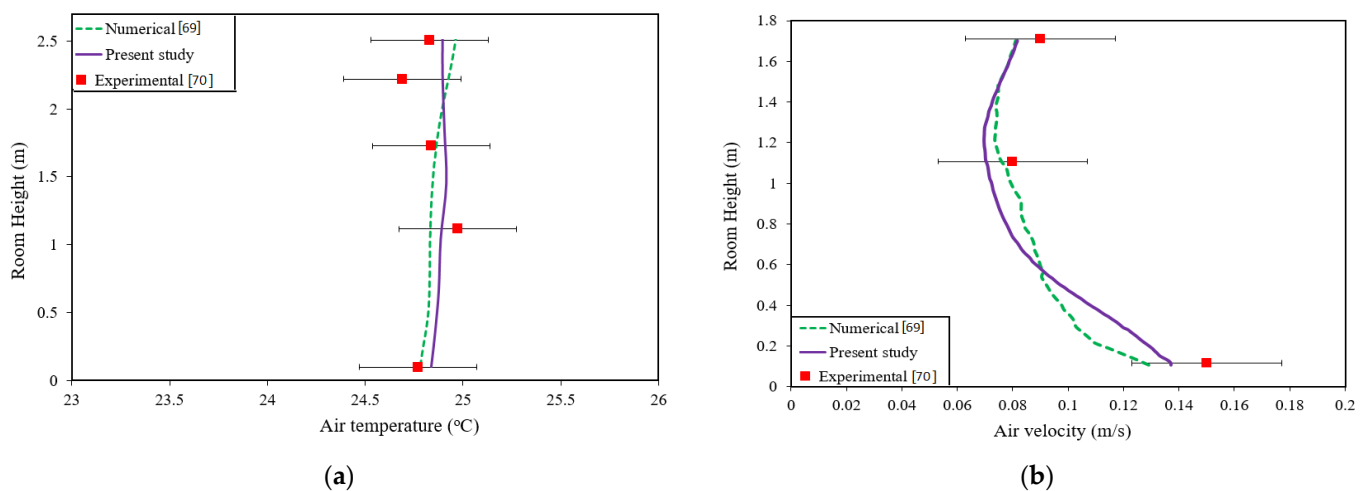 Numerical [69]
Present study
Experimental [70]
2.5
2
1.5
1
0.5
0
Room Height (m)
23
24
24.5
25
25.5
26
Air temperature (°C)
(a)
1.8
1.6
1.4
1.2
1
0.8
0.6
0.4
0.2
0
Room Height (m)
Numerical [69]
Present study
Experimental [70]
0
0.02
0.04
0.06
0.08
0.1
0.12
0.14
0.16
0.18
0.2
Air velocity (m/s)
(b)